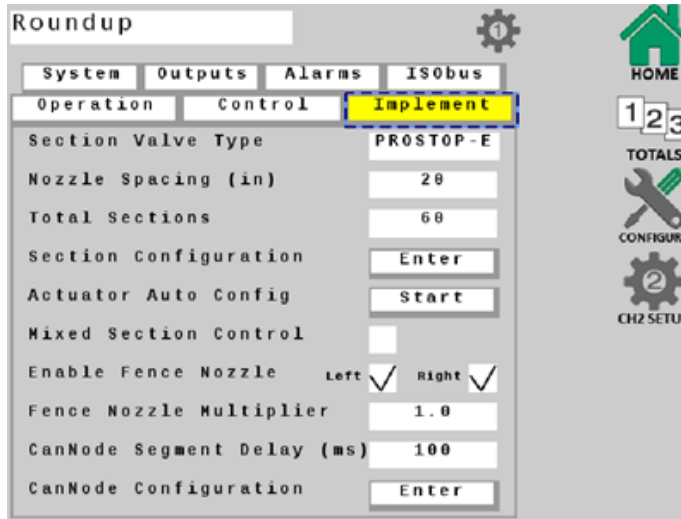 Roundup
1
System Outputs Alarms ISObus
HOME
Operation Control Implement
123
TOTALS
Section Valve Type PROSTOP-E
Nozzle Spacing (in) 20
Total Sections 60
CONFIGUR
Section Configuration Enter
2
Actuator Auto Config Start
CH2 SETU
Mixed Section Control
Enable Fence Nozzle Left Right
Fence Nozzle Multiplier 1.0
CanNode Segment Delay (ms) 100
CanNode Configuration Enter